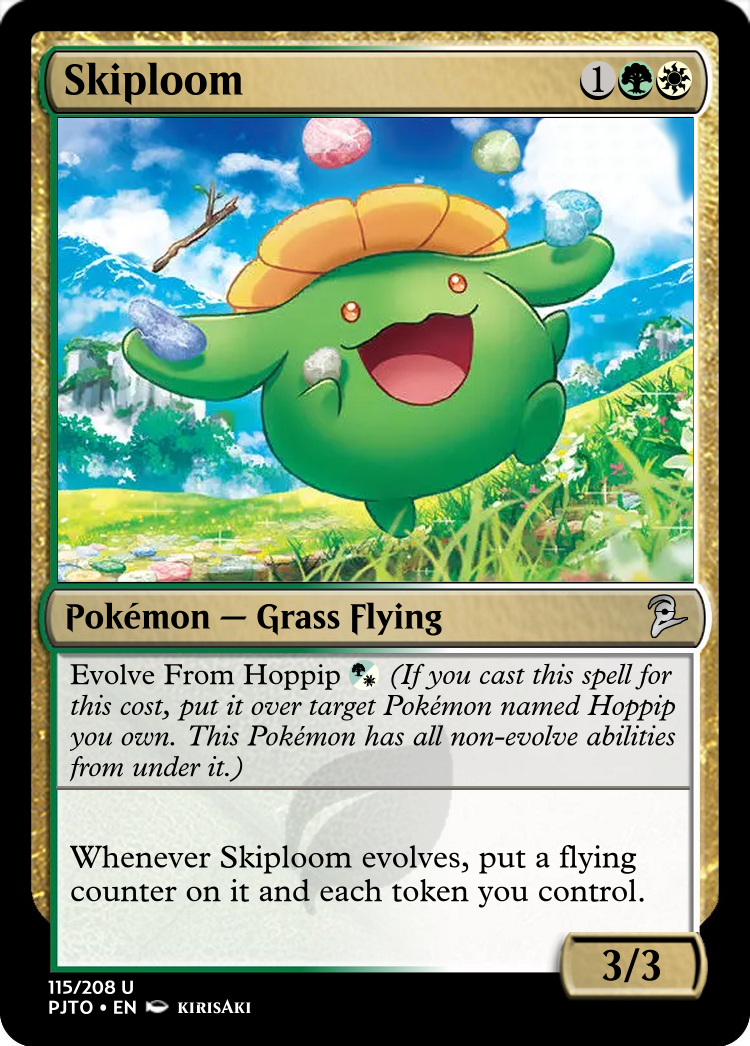 Skiploom 1
Pokémon — Grass Flying
Evolve From Hoppip (If you cast this spell for
this cost, put it over target Pokémon named Hoppip
you own. This Pokémon has all non-evolve abilities
from under it.)
Whenever Skiploom evolves, put a flying
counter on it and each token you control.
3/3
115/208 U
PJTO • EN KIRISAKI